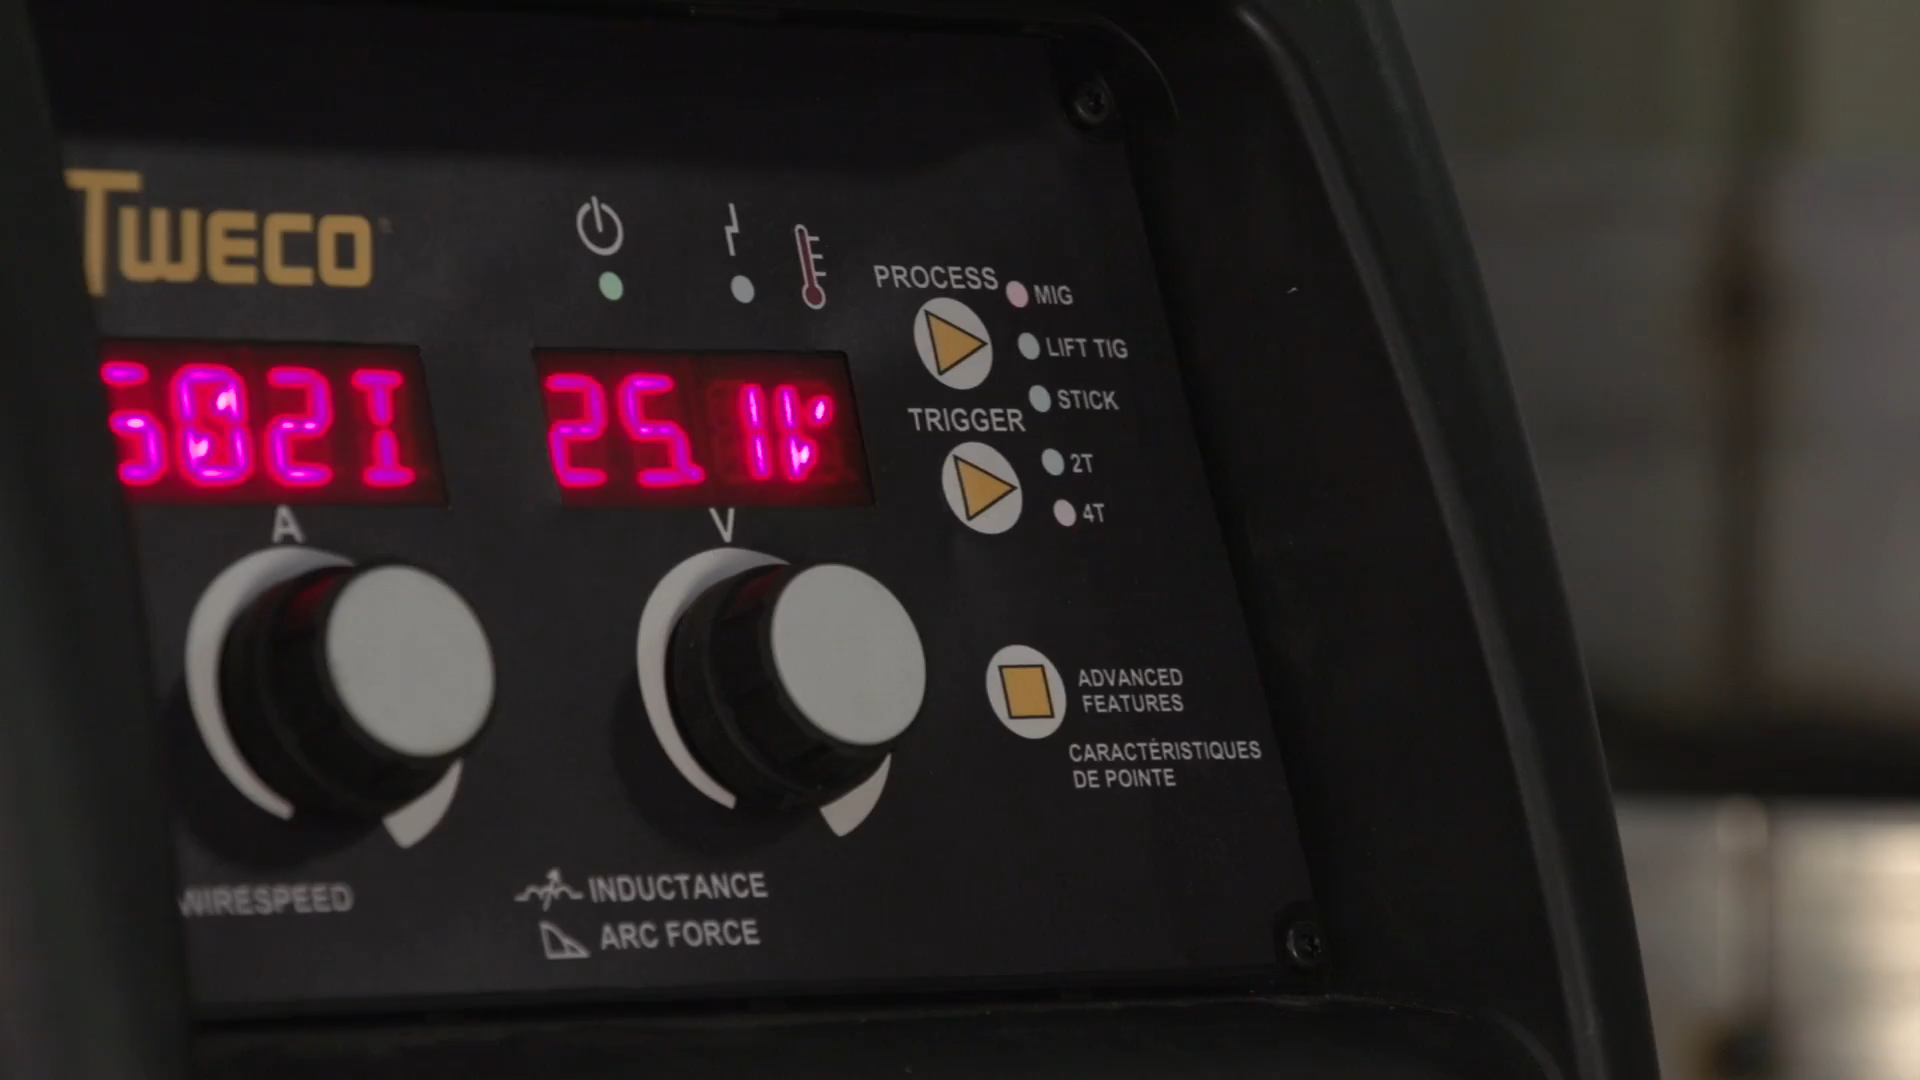 TWECO
PROCESS
MIG
LIFT TIG
STICK
TRIGGER
2T
4T
A
V
ADVANCED
FEATURES
CARACTÉRISTIQUES
DE POINTE
WIRESPEED
INDUCTANCE
ARC FORCE